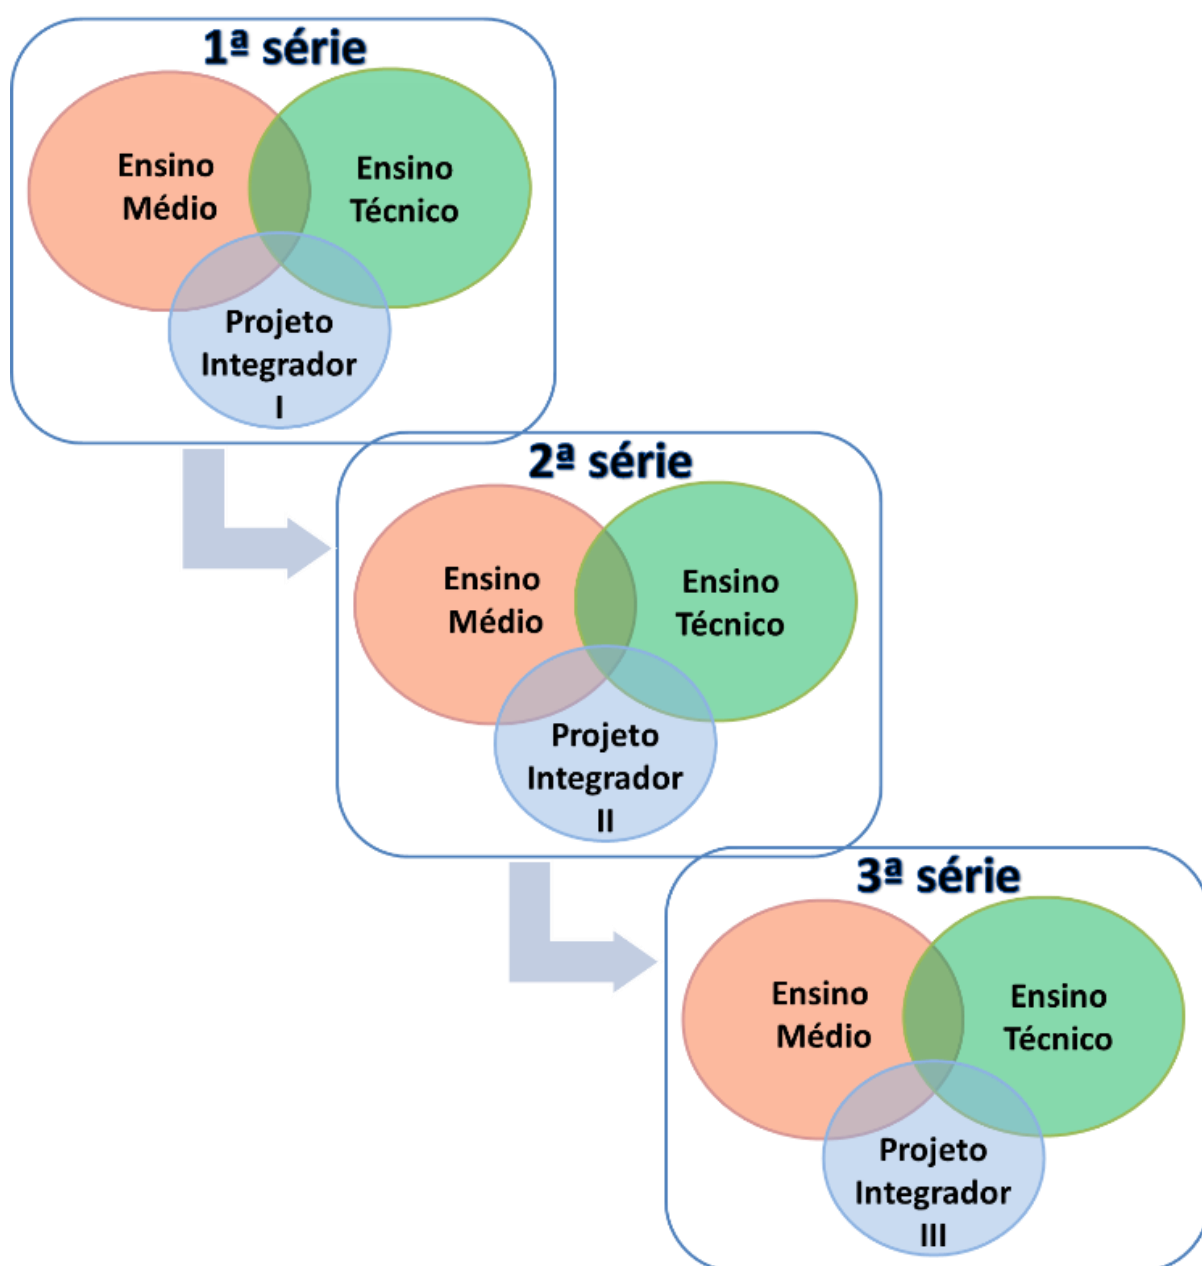 1ª série
Ensino
Médio
Ensino
Técnico
Projeto
Integrador
I
2ª série
Ensino
Médio
Ensino
Técnico
Projeto
Integrador
II
3ª série
Ensino
Médio
Ensino
Técnico
Projeto
Integrador
III